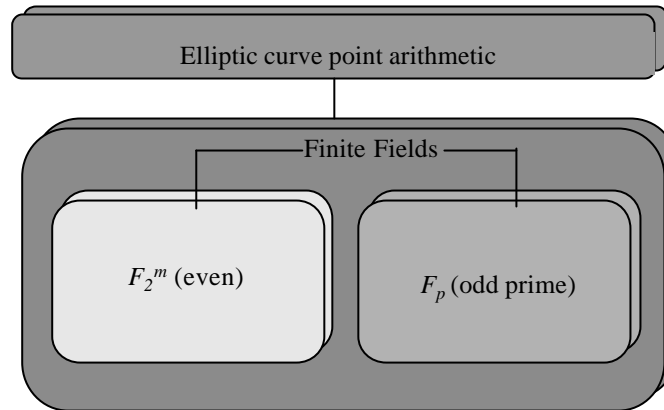 Elliptic curve point arithmetic
Finite Fields
F₂ᵐ (even)
Fₚ (odd prime)